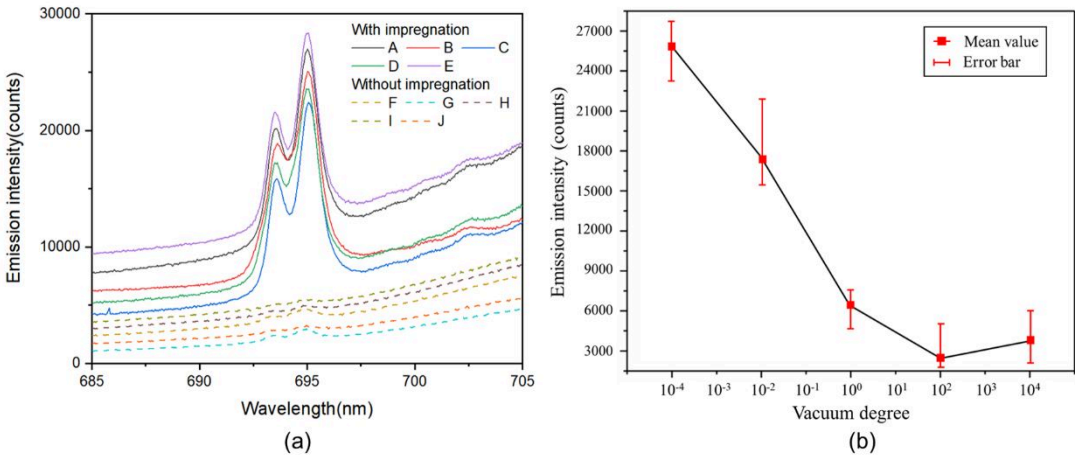 30000
20000
10000
0
Emission intensity(counts)
With impregnation
A B C
D E
Without impregnation
F G H
I J
685 690 695 700 705
Wavelength(nm)
(a)
27000
24000
21000
18000
15000
12000
9000
6000
3000
Emission intensity (counts)
Mean value
Error bar
10⁻⁴ 10⁻³ 10⁻² 10⁻¹ 10⁰ 10¹ 10² 10³ 10⁴
Vacuum degree
(b)